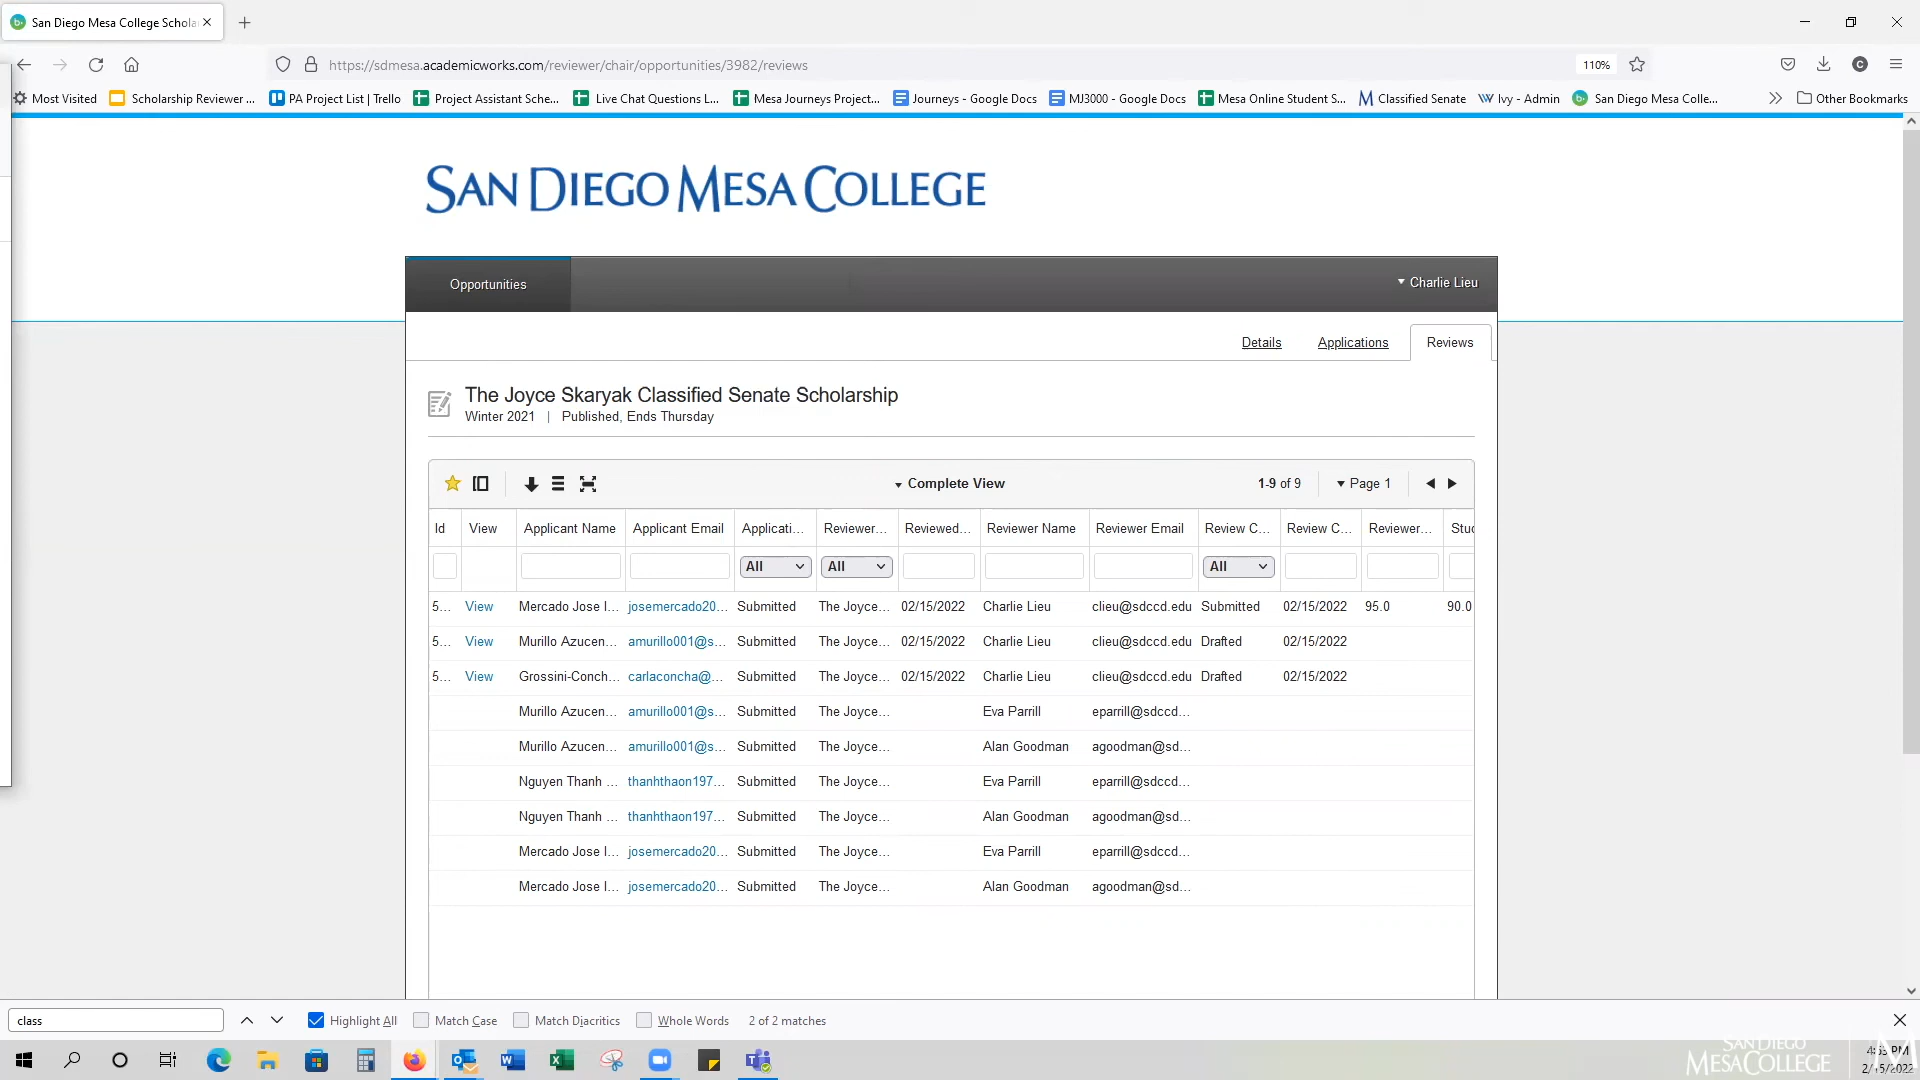 San Diego Mesa College Schola
https://sdmesa.academicworks.com/reviewer/chair/opportunities/3982/reviews
110%
C
Most Visited
Scholarship Reviewer ...
PA Project List | Trello
Project Assistant Sche...
Live Chat Questions L...
Mesa Journeys Project...
Journeys - Google Docs
MJ3000 - Google Docs
Mesa Online Student S...
Classified Senate
Ivy - Admin
San Diego Mesa Colle...
Other Bookmarks
SAN DIEGO MESA COLLEGE
Opportunities
Charlie Lieu
Details Applications Reviews
The Joyce Skaryak Classified Senate Scholarship
Winter 2021 | Published, Ends Thursday
Complete View 1-9 of 9 Page 1
Id View Applicant Name Applicant Email Applicati... Reviewer... Reviewed... Reviewer Name Reviewer Email Review C... Review C... Reviewer... Stud
All All All
5... View Mercado Jose I... josemercado20... Submitted The Joyce... 02/15/2022 Charlie Lieu clieu@sdccd.edu Submitted 02/15/2022 95.0 90.0
5... View Murillo Azucen... amurillo001@s... Submitted The Joyce... 02/15/2022 Charlie Lieu clieu@sdccd.edu Drafted 02/15/2022
5... View Grossini-Conch... carlaconcha@... Submitted The Joyce... 02/15/2022 Charlie Lieu clieu@sdccd.edu Drafted 02/15/2022
Murillo Azucen... amurillo001@s... Submitted The Joyce... Eva Parrill eparrill@sdccd...
Murillo Azucen... amurillo001@s... Submitted The Joyce... Alan Goodman agoodman@sd...
Nguyen Thanh ... thanhthaon197... Submitted The Joyce... Eva Parrill eparrill@sdccd...
Nguyen Thanh ... thanhthaon197... Submitted The Joyce... Alan Goodman agoodman@sd...
Mercado Jose I... josemercado20... Submitted The Joyce... Eva Parrill eparrill@sdccd...
Mercado Jose I... josemercado20... Submitted The Joyce... Alan Goodman agoodman@sd...
class Highlight All Match Case Match Diacritics Whole Words 2 of 2 matches
SAN DIEGO
MESA COLLEGE
4:53 PM
2/15/2022